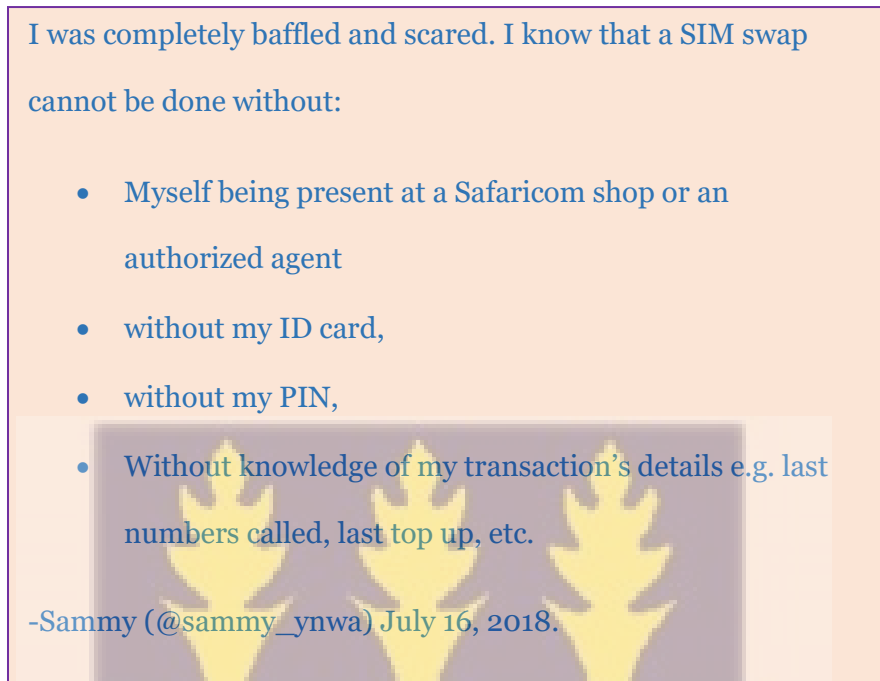 I was completely baffled and scared. I know that a SIM swap
cannot be done without:
• Myself being present at a Safaricom shop or an
authorized agent
• without my ID card,
• without my PIN,
• Without knowledge of my transaction’s details e.g. last
numbers called, last top up, etc.
-Sammy (@sammy_ynwa) July 16, 2018.